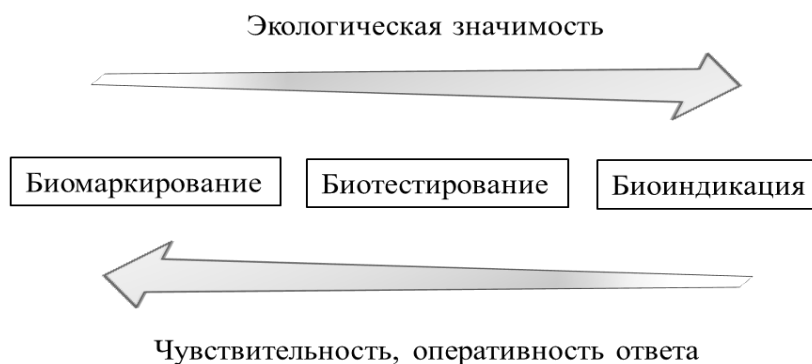 Экологическая значимость
Биомаркирование Биотестирование Биоиндикация
Чувствительность, оперативность ответа